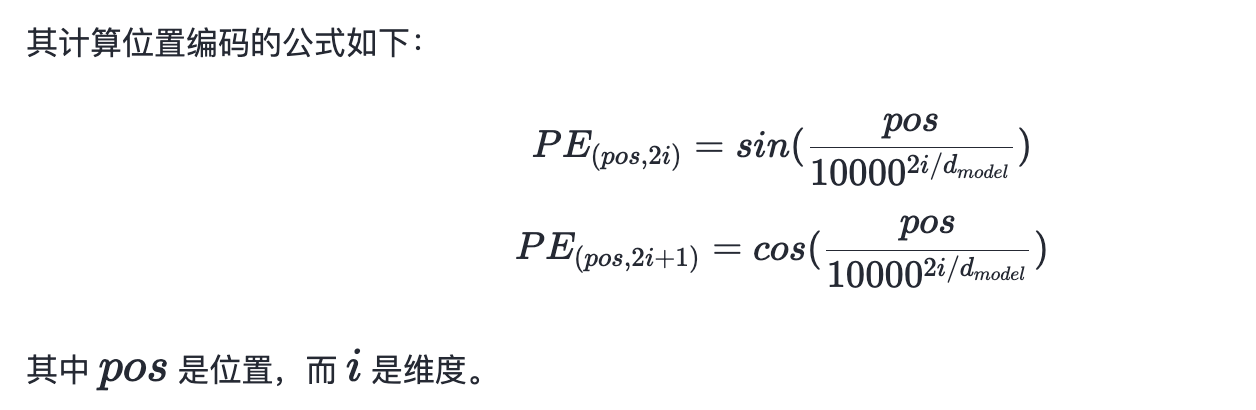 其计算位置编码的公式如下：
$PE_{(pos,2i)} = sin(\frac{pos}{10000^{2i/d_{model}}})$
$PE_{(pos,2i+1)} = cos(\frac{pos}{10000^{2i/d_{model}}})$
其中 $pos$ 是位置，而 $i$ 是维度。